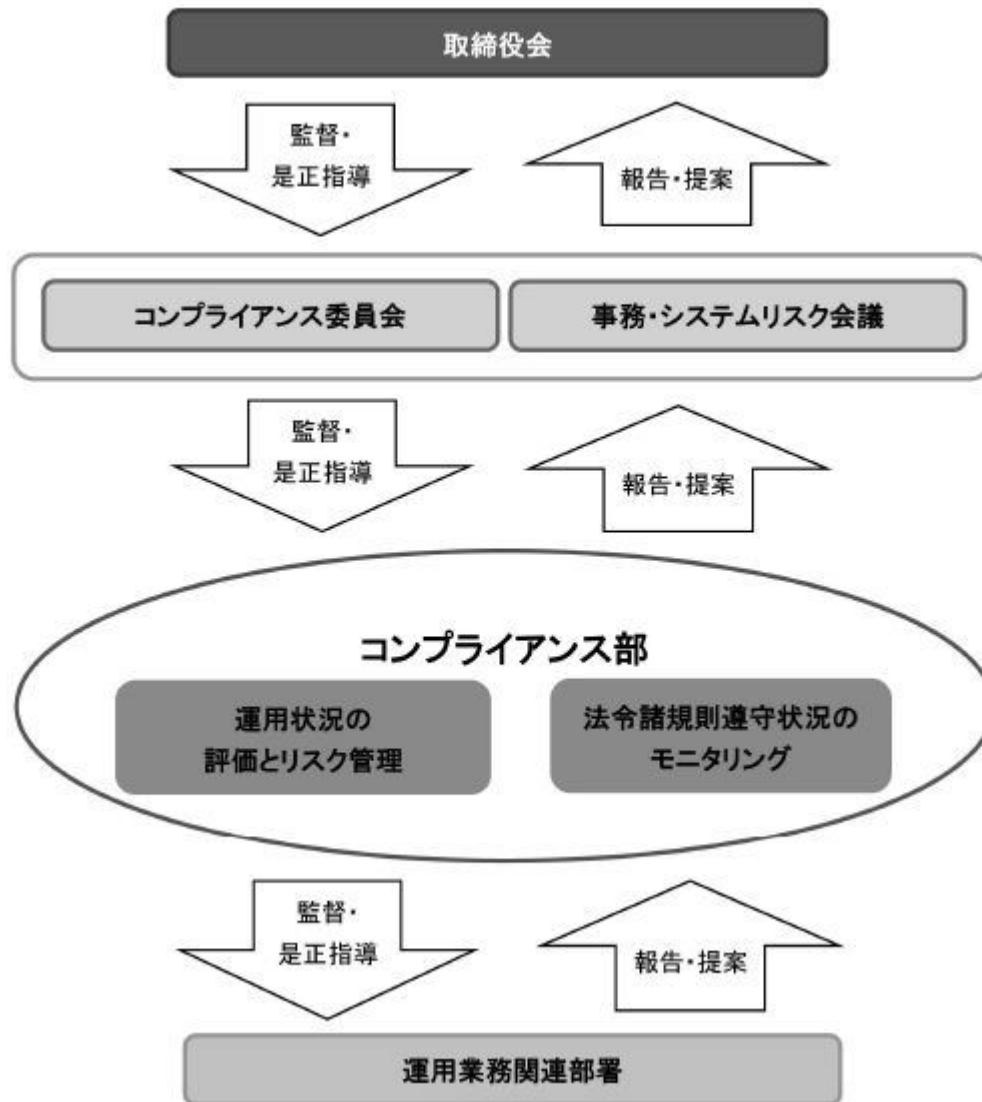 取締役会
監督・
是正指導
報告・提案
コンプライアンス委員会
事務・システムリスク会議
監督・
是正指導
報告・提案
コンプライアンス部
運用状況の
評価とリスク管理
法令諸規則遵守状況の
モニタリング
監督・
是正指導
報告・提案
運用業務関連部署